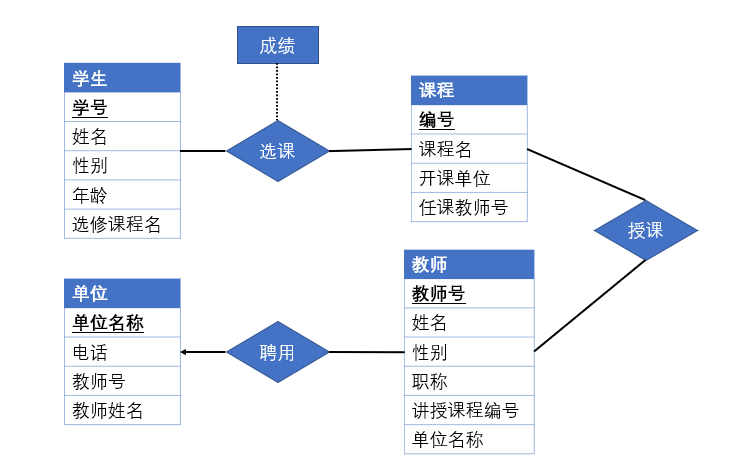 成绩
学生
学号
姓名
性别
年龄
选修课程名
选课
课程
编号
课程名
开课单位
任课教师号
授课
单位
单位名称
电话
教师号
教师姓名
聘用
教师
教师号
姓名
性别
职称
讲授课程编号
单位名称